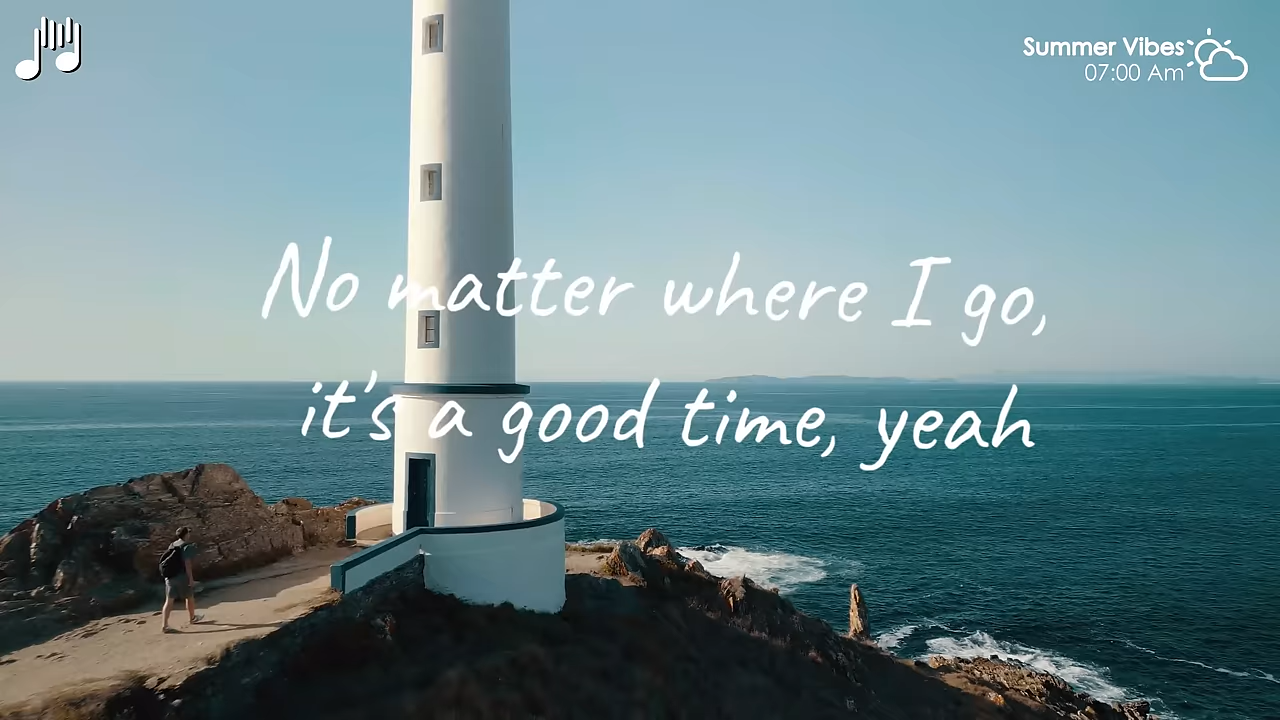 Summer Vibes
07:00 Am
No matter where I go,
it's a good time, yeah